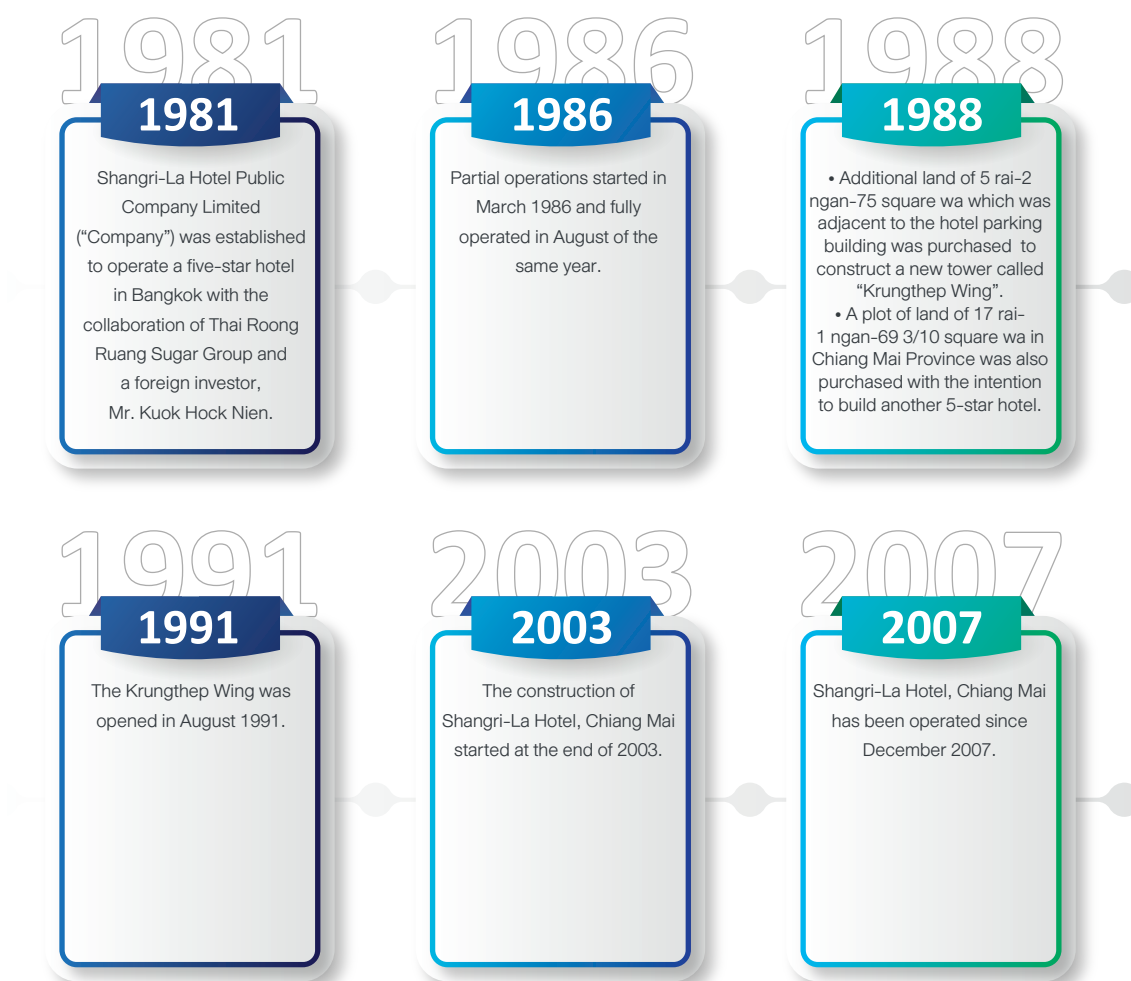 1981
1981
Shangri-La Hotel Public
Company Limited
(“Company”) was established
to operate a five-star hotel
in Bangkok with the
collaboration of Thai Roong
Ruang Sugar Group and
a foreign investor,
Mr. Kuok Hock Nien.
1986
1986
Partial operations started in
March 1986 and fully
operated in August of the
same year.
1988
1988
• Additional land of 5 rai-2
ngan-75 square wa which was
adjacent to the hotel parking
building was purchased to
construct a new tower called
“Krungthep Wing”.
• A plot of land of 17 rai-
1 ngan-69 3/10 square wa in
Chiang Mai Province was also
purchased with the intention
to build another 5-star hotel.
1991
1991
The Krungthep Wing was
opened in August 1991.
2003
2003
The construction of
Shangri-La Hotel, Chiang Mai
started at the end of 2003.
2007
2007
Shangri-La Hotel, Chiang Mai
has been operated since
December 2007.